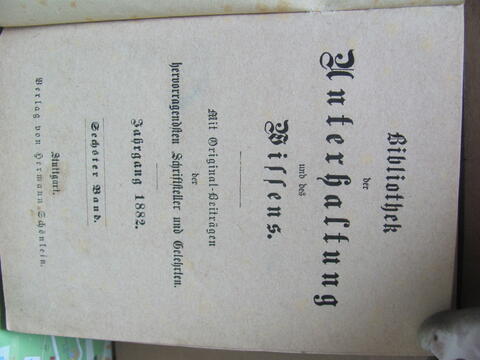 Bibliothek
der
Unterhaltung
und des
Wissens.
Mit Original-Beiträgen
der
hervorragendsten Schriftsteller und Gelehrten.
Jahrgang 1882.
Sechster Band.
Stuttgart.
Verlag von Hermann Schönlein.